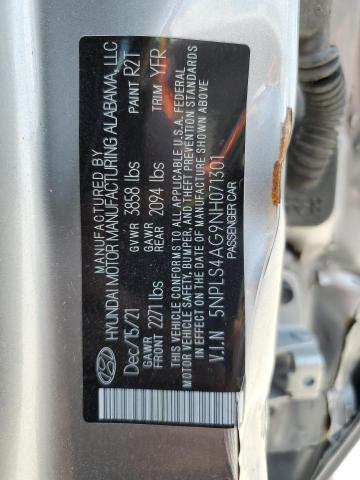 MANUFACTURED BY
HYUNDAI MOTOR MANUFACTURING ALABAMA, LLC
Dec/15/21 GVWR 3858 lbs PAINT R2T
GAWR FRONT 2271 lbs GAWR REAR 2094 lbs TRIM YFR
THIS VEHICLE CONFORMS TO ALL APPLICABLE U.S.A. FEDERAL
MOTOR VEHICLE SAFETY, BUMPER, AND THEFT PREVENTION STANDARDS
IN EFFECT ON THE DATE OF MANUFACTURE SHOWN ABOVE
V.I.N 5NPLS4AG9NH071301
PASSENGER CAR